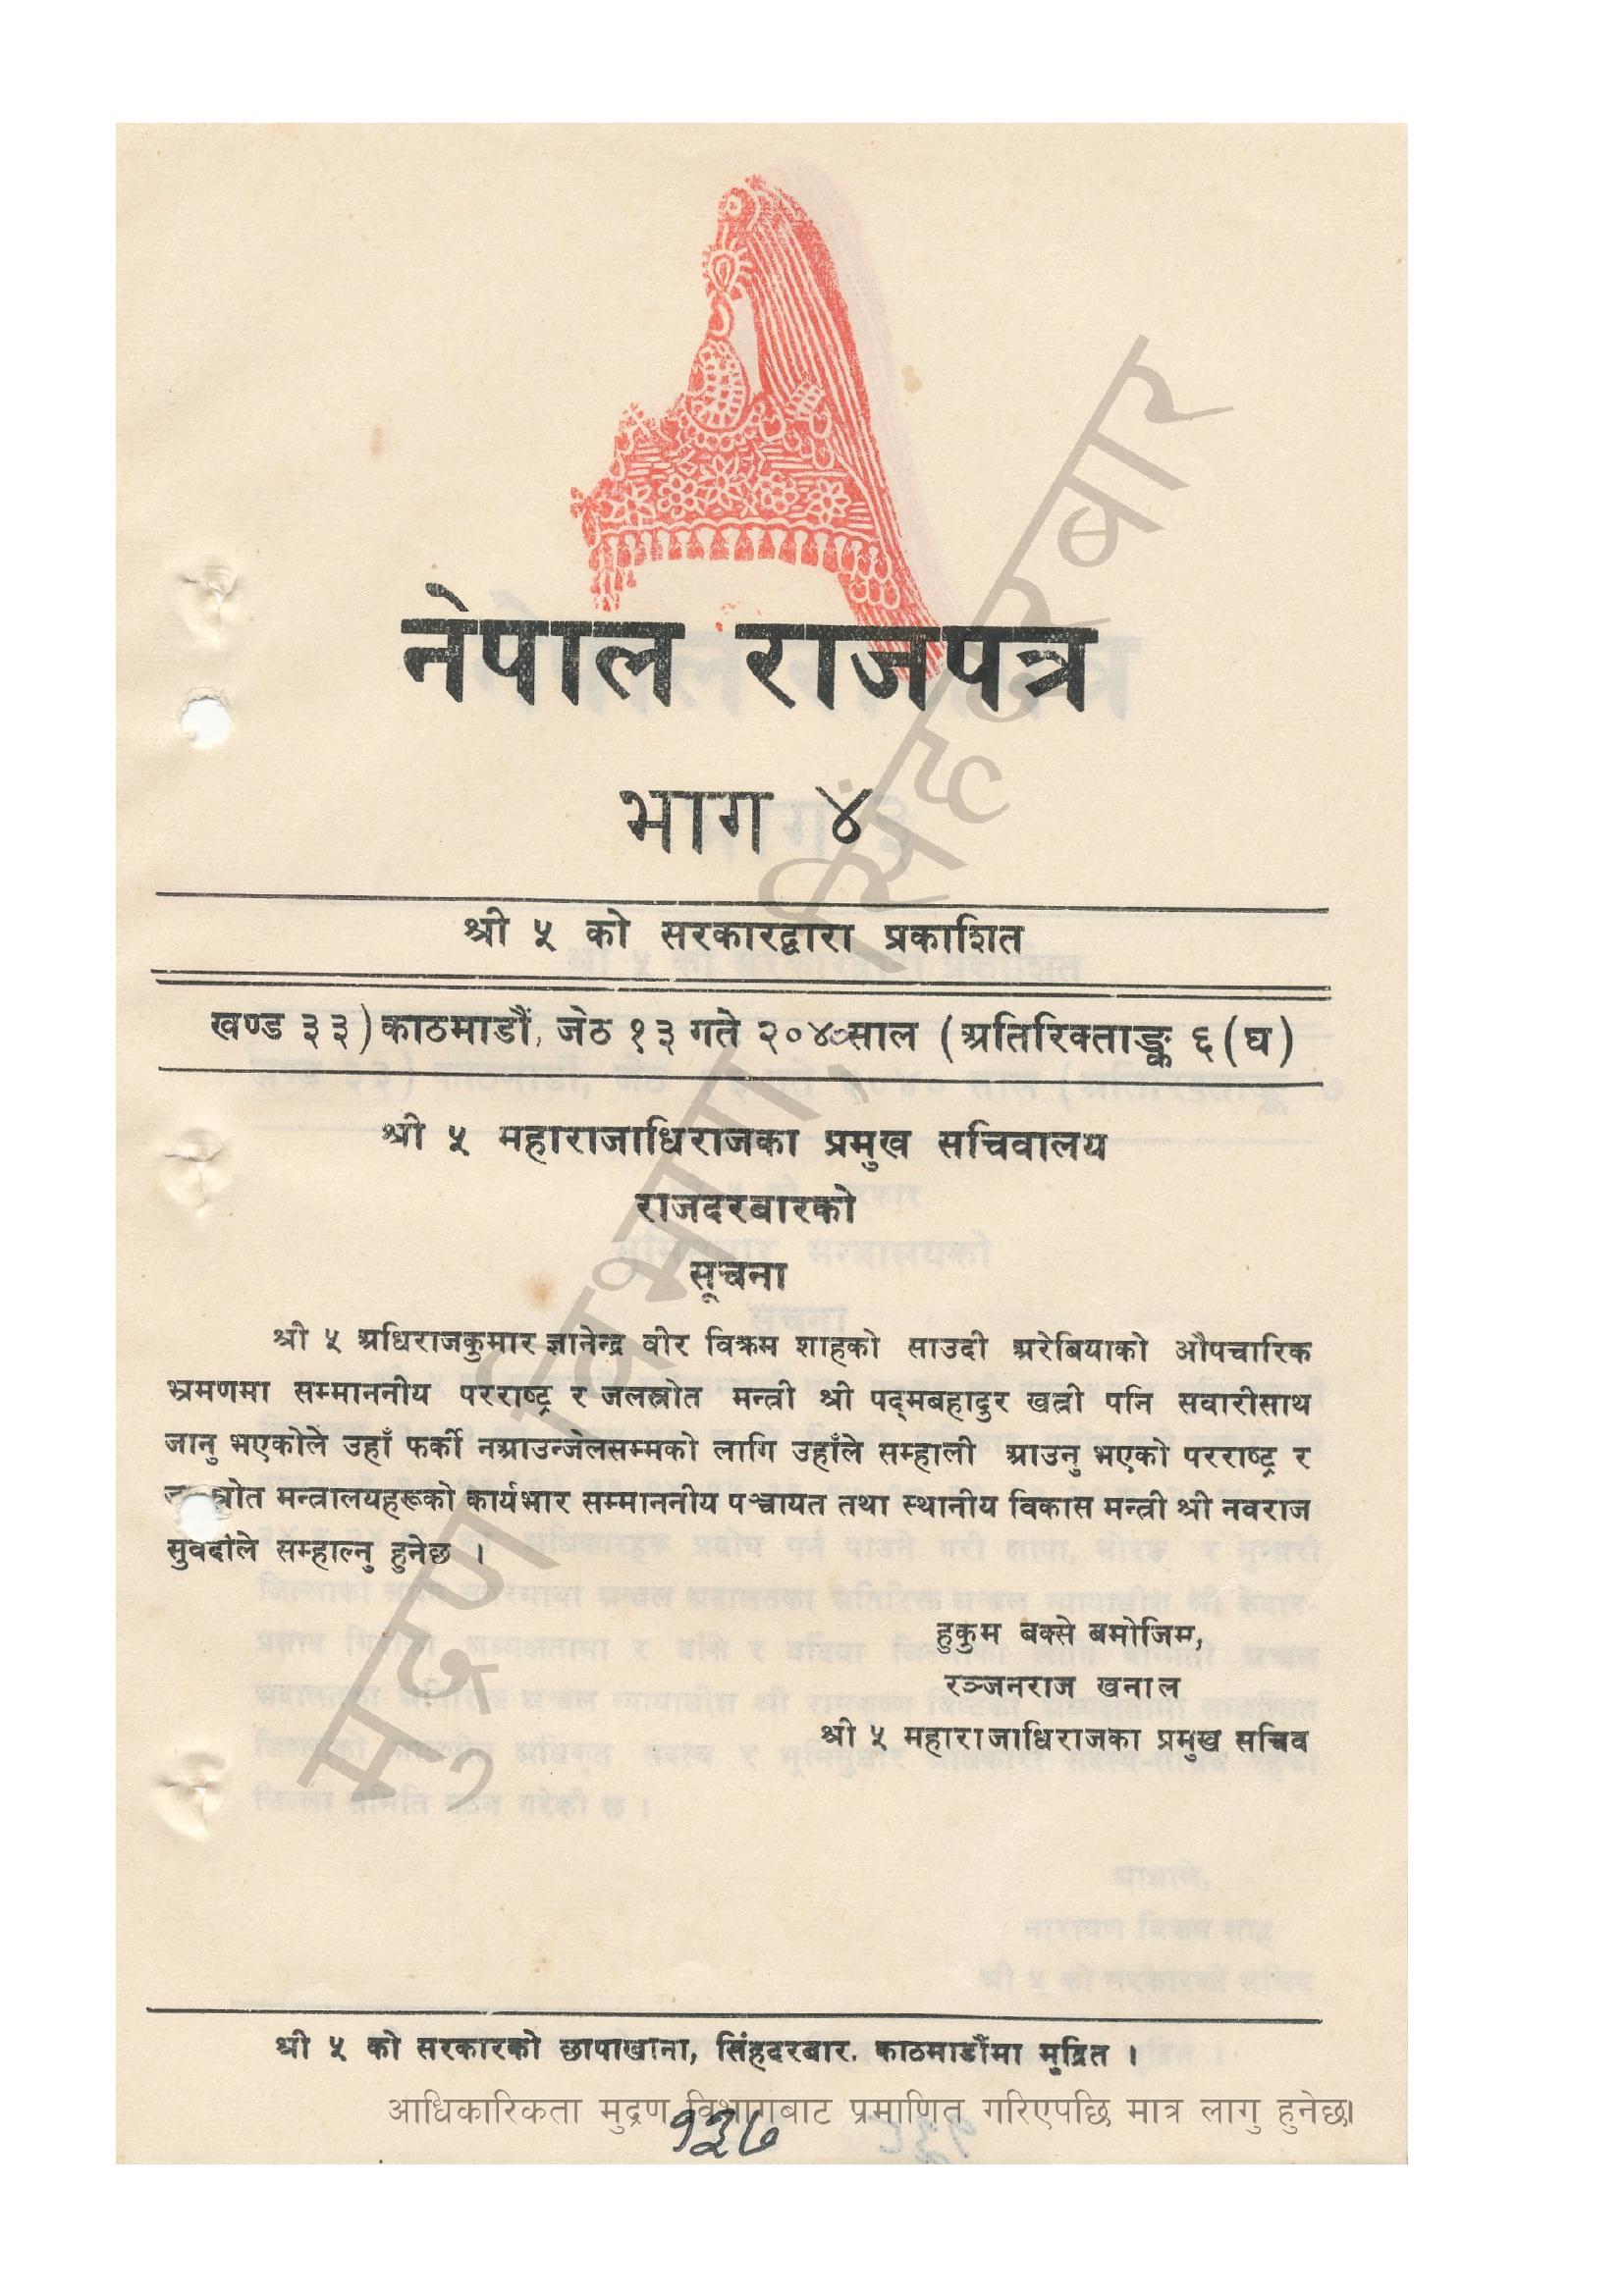 नेपाल राजपत्र
भाग ४
श्री ५ को सरकारद्वारा प्रकाशित
खण्ड ३३) काठमाडौं, जेठ १३ गते २०४० साल (अतिरिक्ताङ्क ६(घ)
श्री ५ महाराजाधिराजका प्रमुख सचिवालय
राजदरबारको
सूचना
श्री ५ अधिराजकुमार ज्ञानेन्द्र वीर विक्रम शाहको साउदी अरेबियाको औपचारिक
भ्रमणमा सम्माननीय परराष्ट्र र जलस्रोत मन्त्री श्री पद्मबहादुर खत्री पनि सवारीसाथ
जानु भएकोले उहाँ फर्की नआउन्जेलसम्मको लागि उहाँले सम्हाली आउनु भएको परराष्ट्र र
मन्त्रालयहरूको कार्यभार सम्माननीय पञ्चायत तथा स्थानीय विकास मन्त्री श्री नवराज
सुवेदीले सम्हाल्नु हुनेछ ।
हुकुम बक्से बमोजिम,
रञ्जनराज खनाल
श्री ५ महाराजाधिराजका प्रमुख सचिव
श्री ५ को सरकारको छापाखाना, सिंहदरबार, काठमाडौंमा मुद्रित ।
आधिकारिकता मुद्रण विभागबाट प्रमाणित गरिएपछि मात्र लागु हुनेछ।
१३७
मुद्रण विभाग, सिंहदरबार